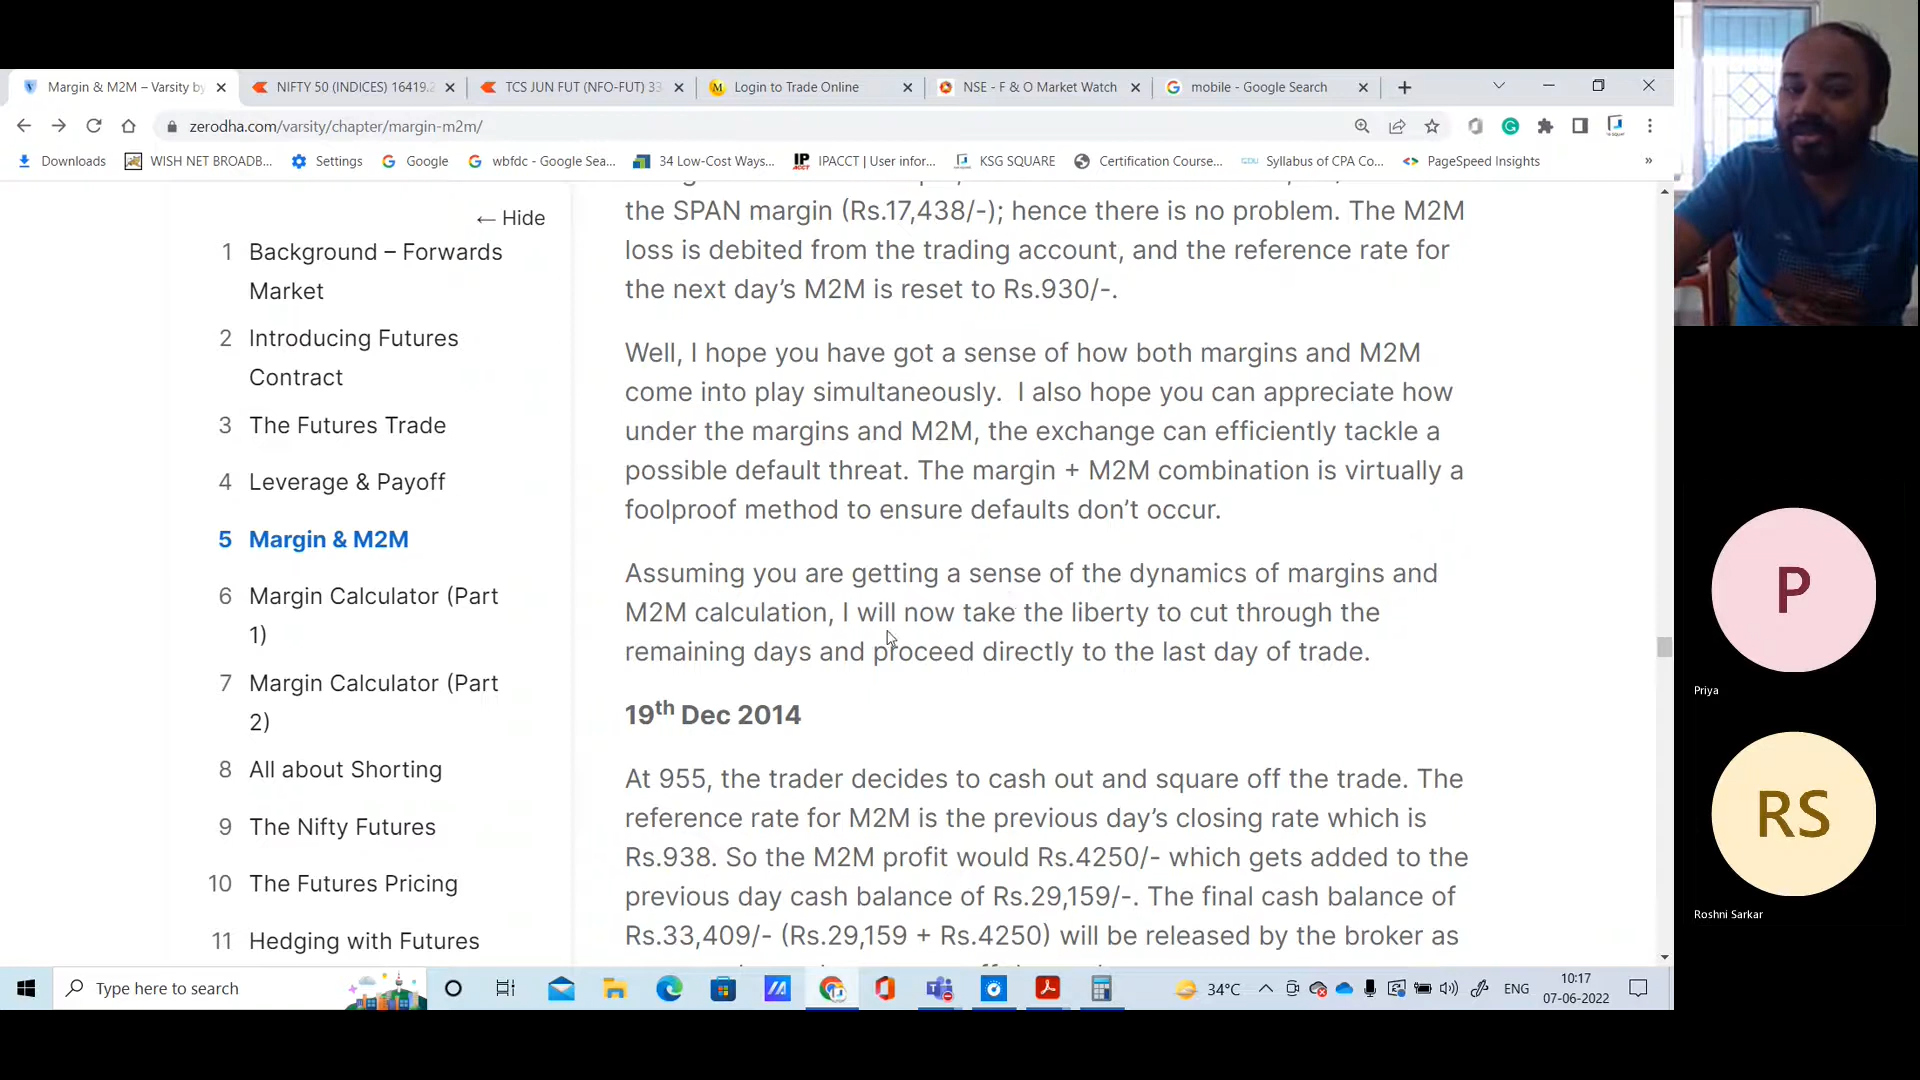 Margin & M2M – Varsity by
NIFTY 50 (INDICES) 16419.2
TCS JUN FUT (NFO-FUT) 33
Login to Trade Online
NSE - F & O Market Watch
mobile - Google Search
zerodha.com/varsity/chapter/margin-m2m/
Downloads
WISH NET BROADB...
Settings
Google
wbfdc - Google Sea...
34 Low-Cost Ways...
IPACCT | User infor...
KSG SQUARE
Certification Course...
Syllabus of CPA Co...
PageSpeed Insights
»
← Hide
1 Background – Forwards
Market
2 Introducing Futures
Contract
3 The Futures Trade
4 Leverage & Payoff
5 Margin & M2M
6 Margin Calculator (Part
1)
7 Margin Calculator (Part
2)
8 All about Shorting
9 The Nifty Futures
10 The Futures Pricing
11 Hedging with Futures
the SPAN margin (Rs.17,438/-); hence there is no problem. The M2M
loss is debited from the trading account, and the reference rate for
the next day’s M2M is reset to Rs.930/-.
Well, I hope you have got a sense of how both margins and M2M
come into play simultaneously.  I also hope you can appreciate how
under the margins and M2M, the exchange can efficiently tackle a
possible default threat. The margin + M2M combination is virtually a
foolproof method to ensure defaults don’t occur.
Assuming you are getting a sense of the dynamics of margins and
M2M calculation, I will now take the liberty to cut through the
remaining days and proceed directly to the last day of trade.
19th Dec 2014
At 955, the trader decides to cash out and square off the trade. The
reference rate for M2M is the previous day’s closing rate which is
Rs.938. So the M2M profit would Rs.4250/- which gets added to the
previous day cash balance of Rs.29,159/-. The final cash balance of
Rs.33,409/- (Rs.29,159 + Rs.4250) will be released by the broker as
P
Priya
RS
Roshni Sarkar
Type here to search
34°C
ENG
10:17
07-06-2022